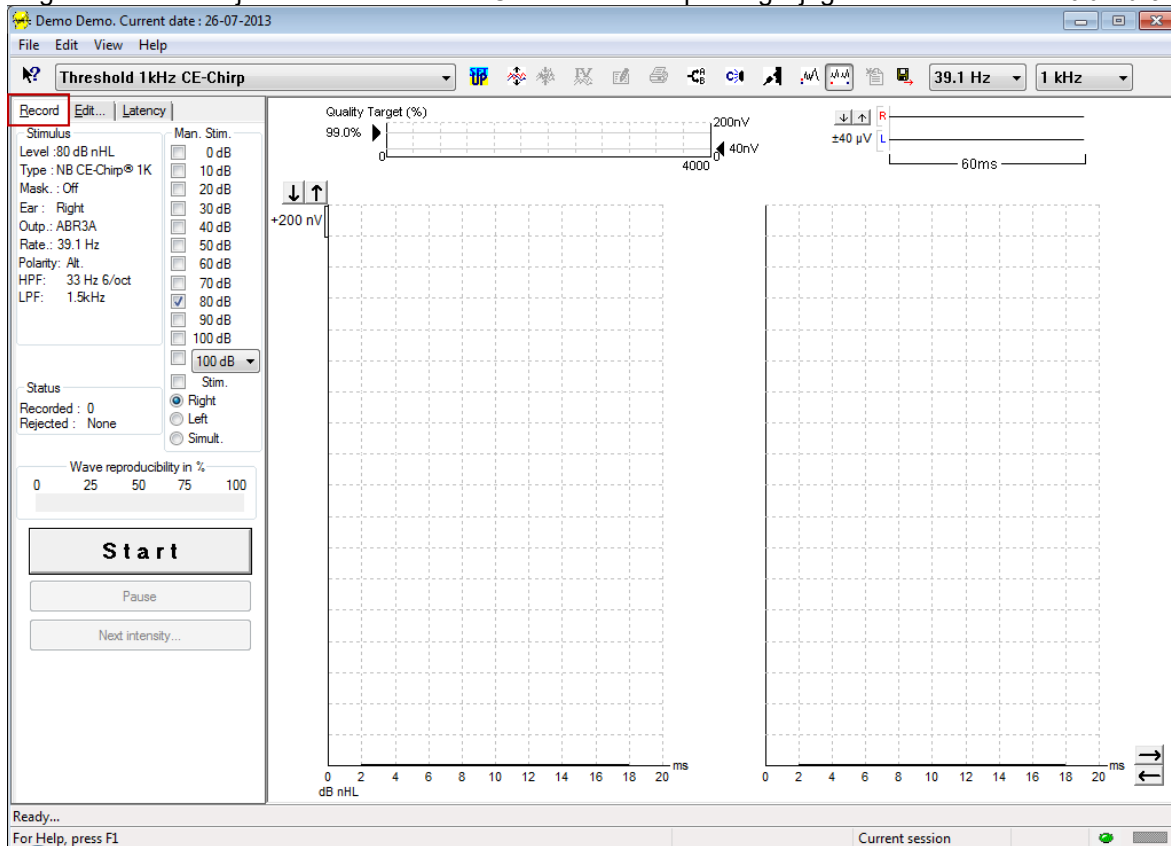 Demo Demo. Current date : 26-07-2013
File Edit View Help
Threshold 1kHz CE-Chirp
39.1 Hz
1 kHz
Record Edit... Latency
Stimulus
Level :80 dB nHL
Type : NB CE-Chirp® 1K
Mask. : Off
Ear : Right
Outp.: ABR3A
Rate.: 39.1 Hz
Polarity: Alt.
HPF: 33 Hz 6/oct
LPF: 1.5kHz
Man. Stim.
0 dB
10 dB
20 dB
30 dB
40 dB
50 dB
60 dB
70 dB
80 dB
90 dB
100 dB
100 dB
Stim.
Right
Left
Simult.
Status
Recorded : 0
Rejected : None
Wave reproducibility in %
0 25 50 75 100
Start
Pause
Next intensity...
Quality Target (%)
99.0%
0
4000
200nV
40nV
0
R
±40 µV L
60ms
+200 nV
0 2 4 6 8 10 12 14 16 18 20 ms
dB nHL
0 2 4 6 8 10 12 14 16 18 20 ms
Ready...
For Help, press F1
Current session